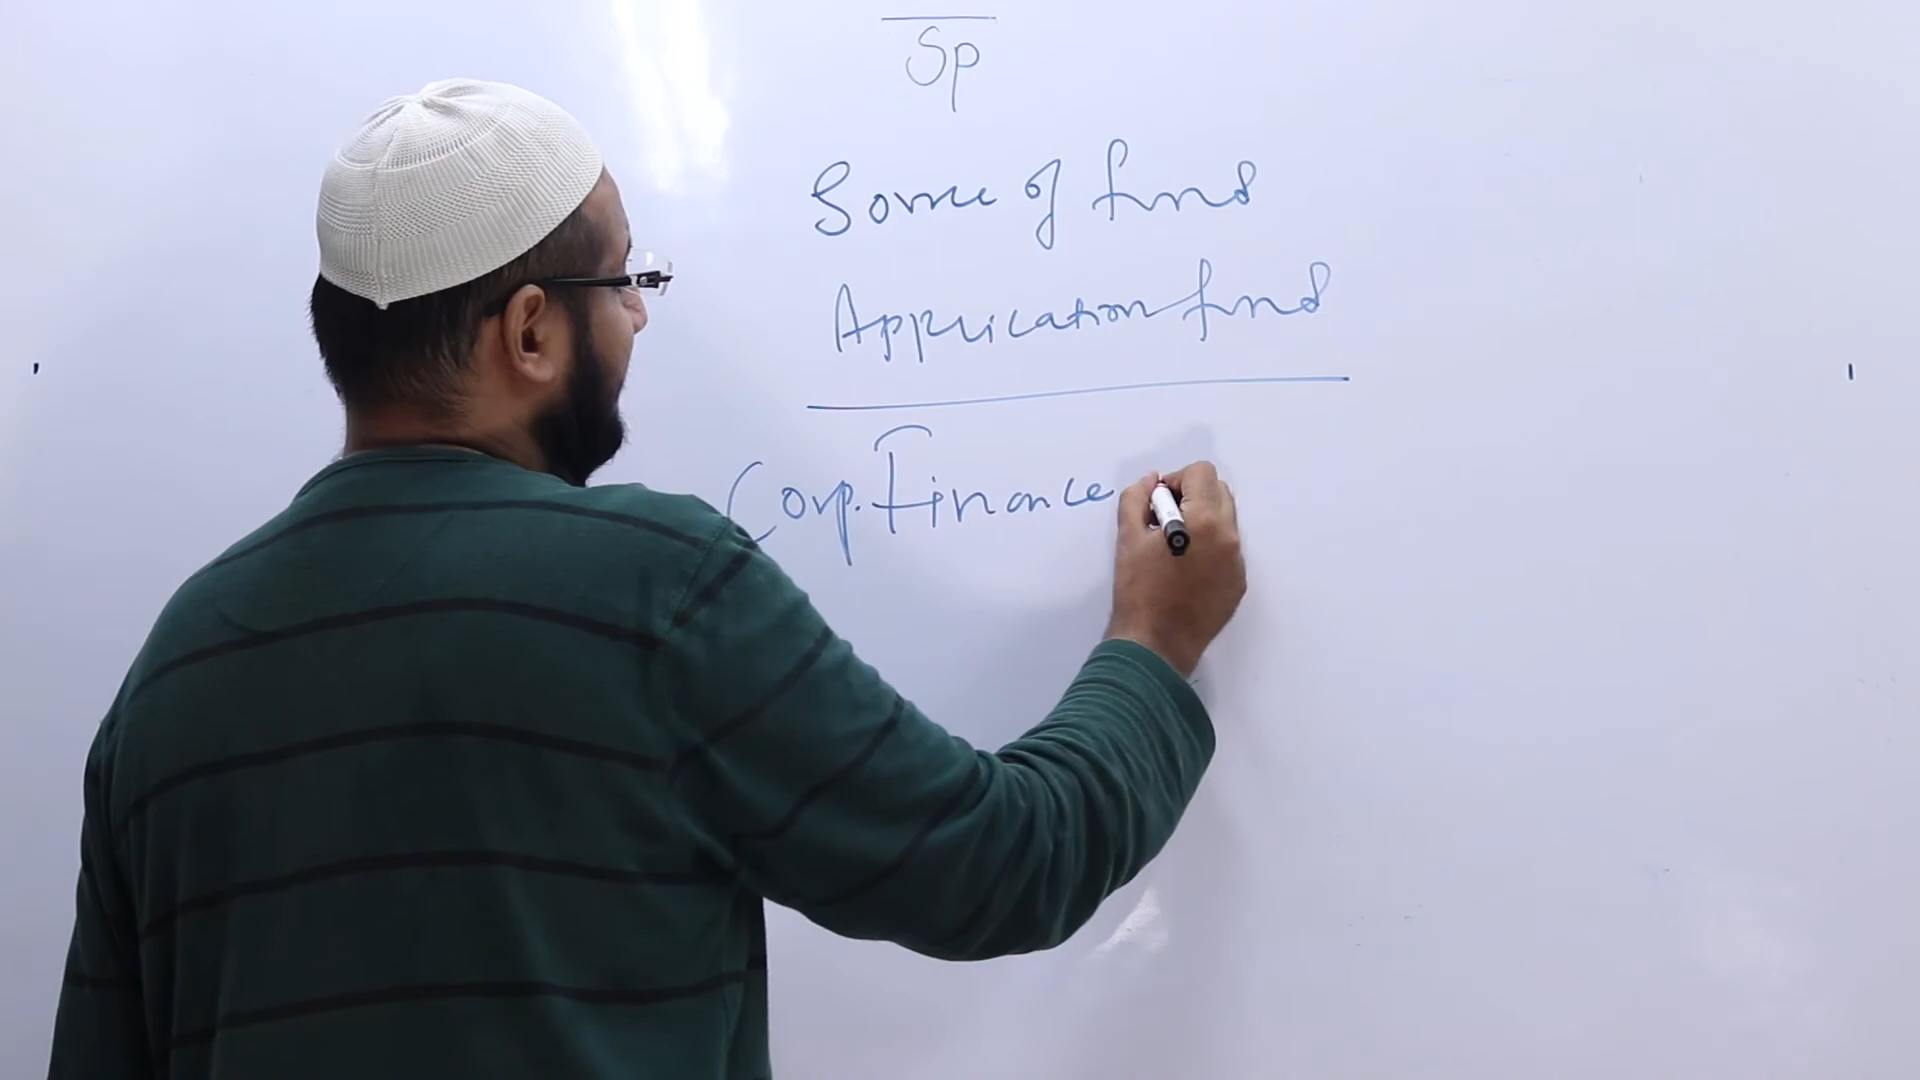 Sp
Source of fund
Application fund
Corp. Finance